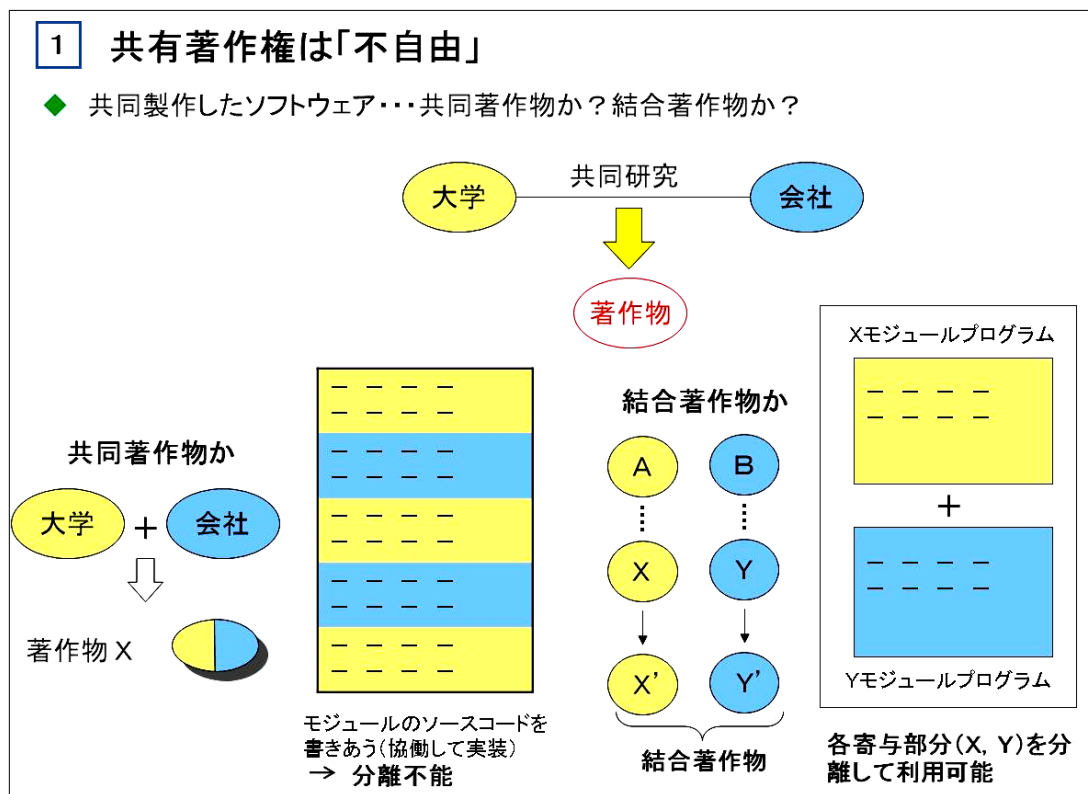 1 共有著作権は「不自由」
◆ 共同製作したソフトウェア・・・共同著作物か？結合著作物か？
大学 共同研究 会社
著作物
共同著作物か
大学 + 会社
著作物 X
モジュールのソースコードを
書きあう(協働して実装)
→ 分離不能
結合著作物か
A B
X Y
X' Y'
結合著作物
Xモジュールプログラム
+
Yモジュールプログラム
各寄与部分(X, Y)を分
離して利用可能